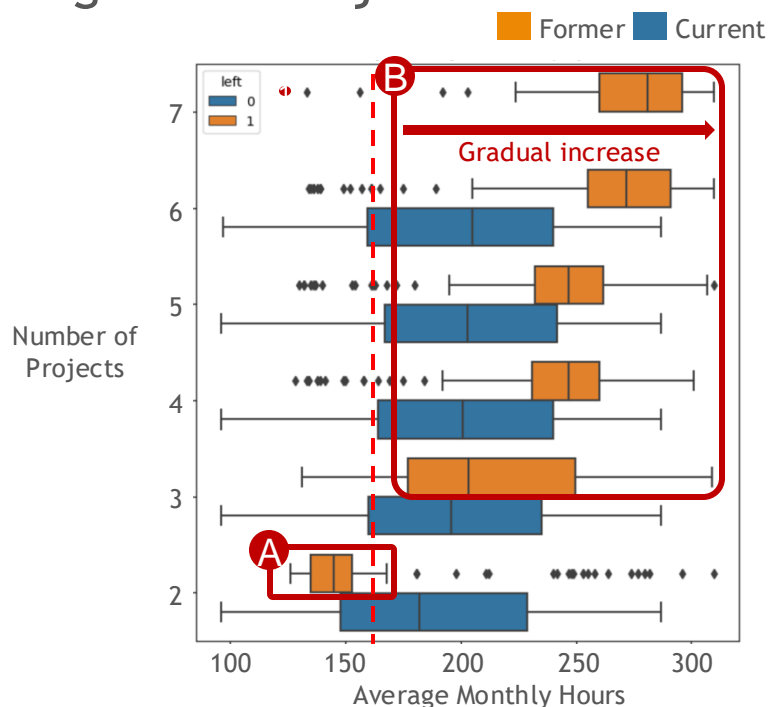 Former Current
left
0
1
B
7
Gradual increase
6
5
Number of
Projects
4
3
A
2
100 150 200 250 300
Average Monthly Hours